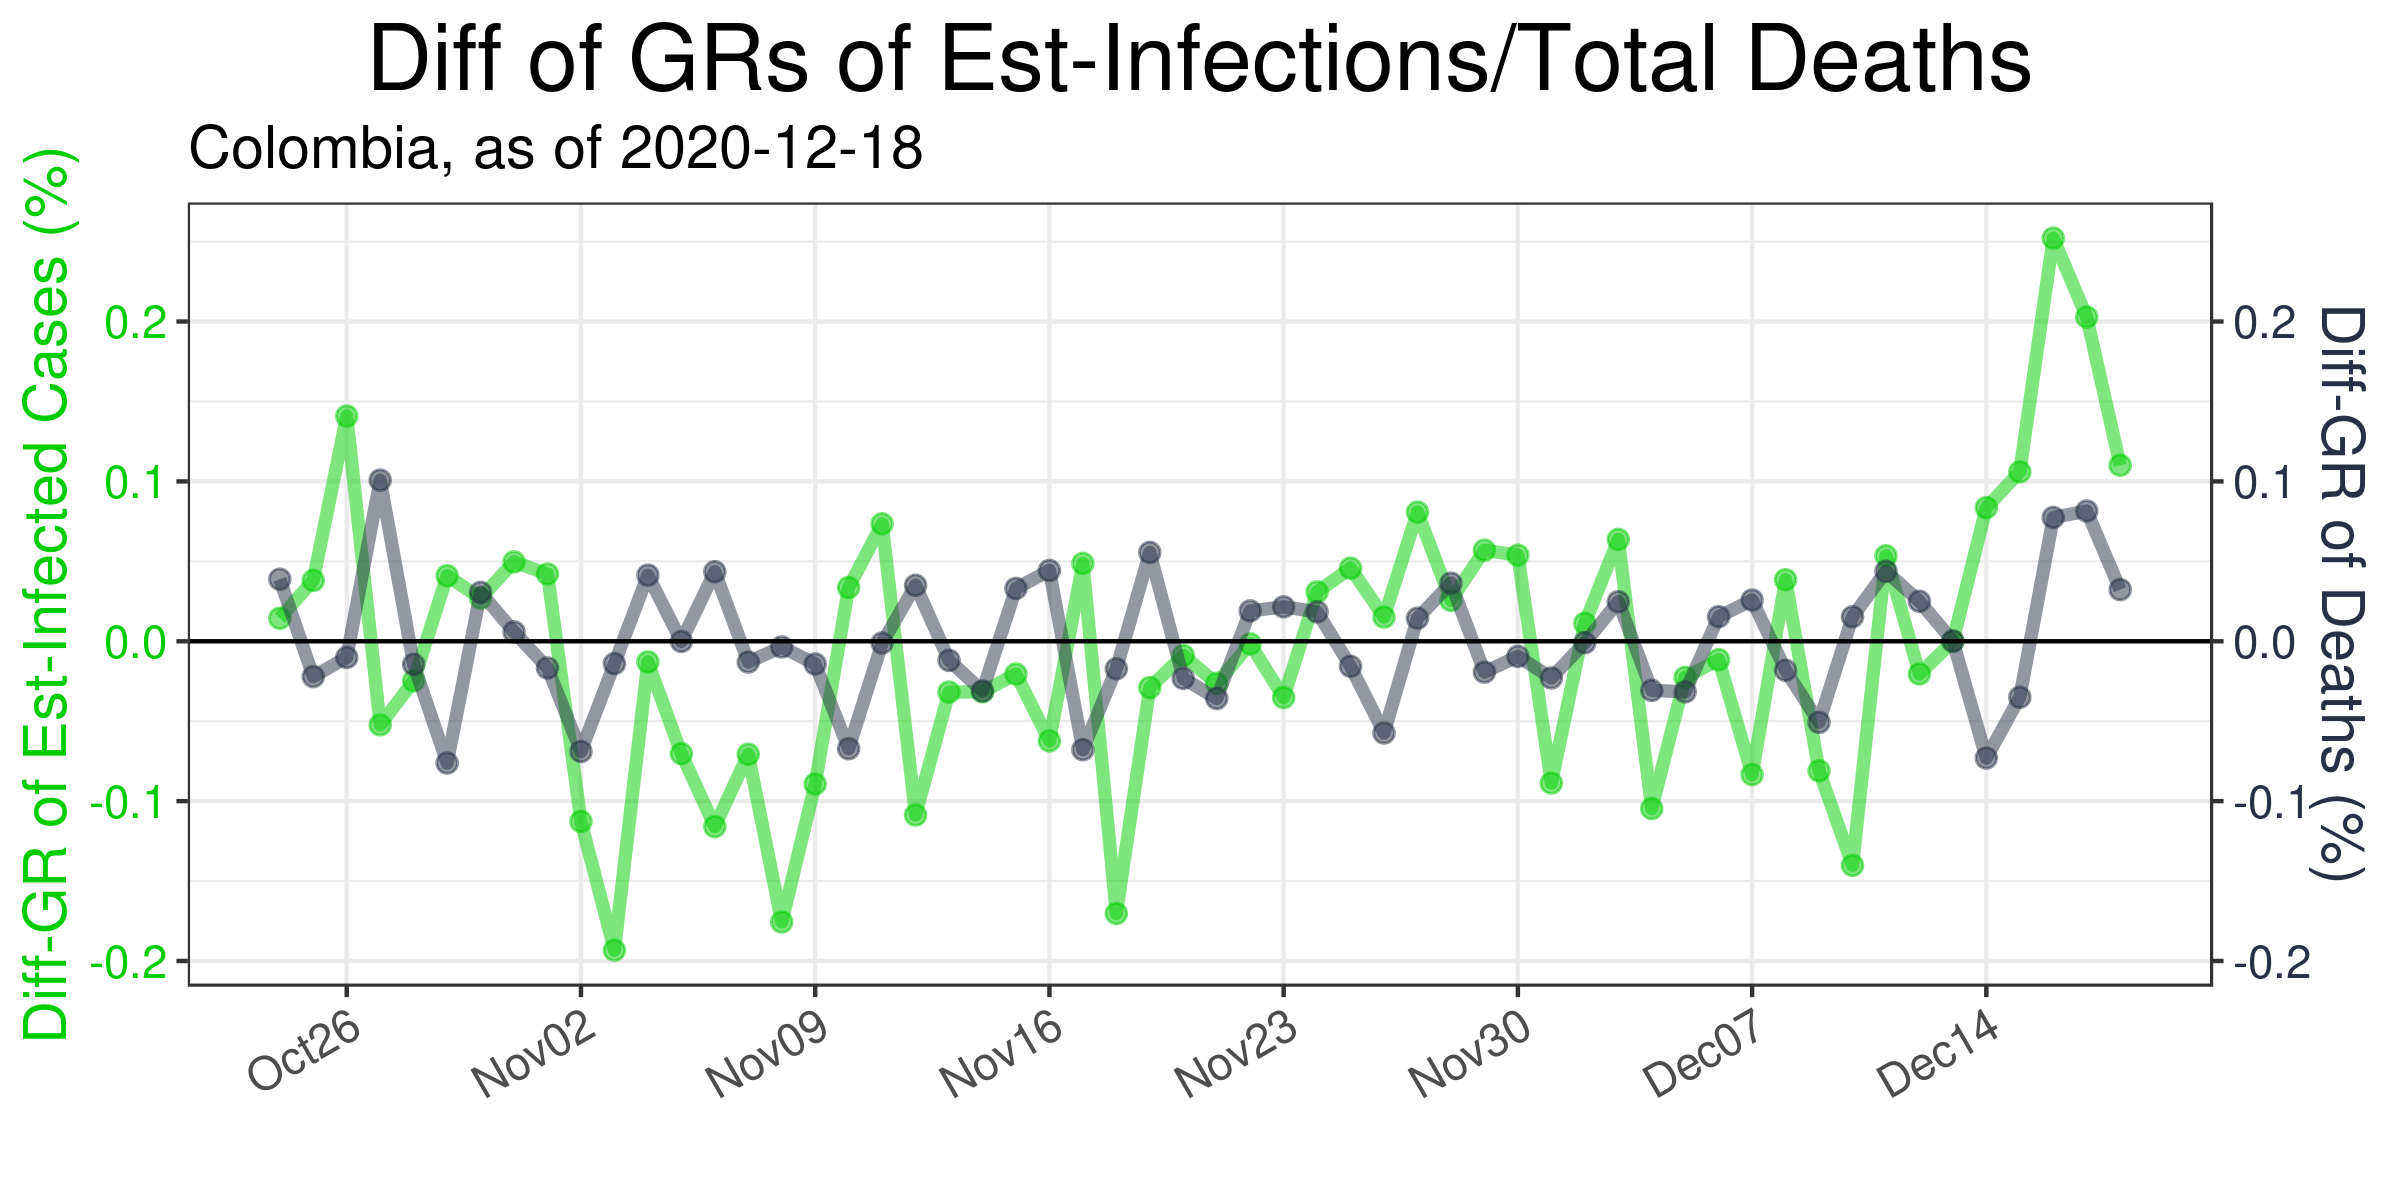 Diff of GRs of Est-Infections/Total Deaths
Colombia, as of 2020-12-18
Diff-GR of Est-Infected Cases (%)
0.2
0.1
0.0
-0.1
-0.2
0.2
0.1
0.0
-0.1
-0.2
Diff-GR of Deaths (%)
Oct26
Nov02
Nov09
Nov16
Nov23
Nov30
Dec07
Dec14